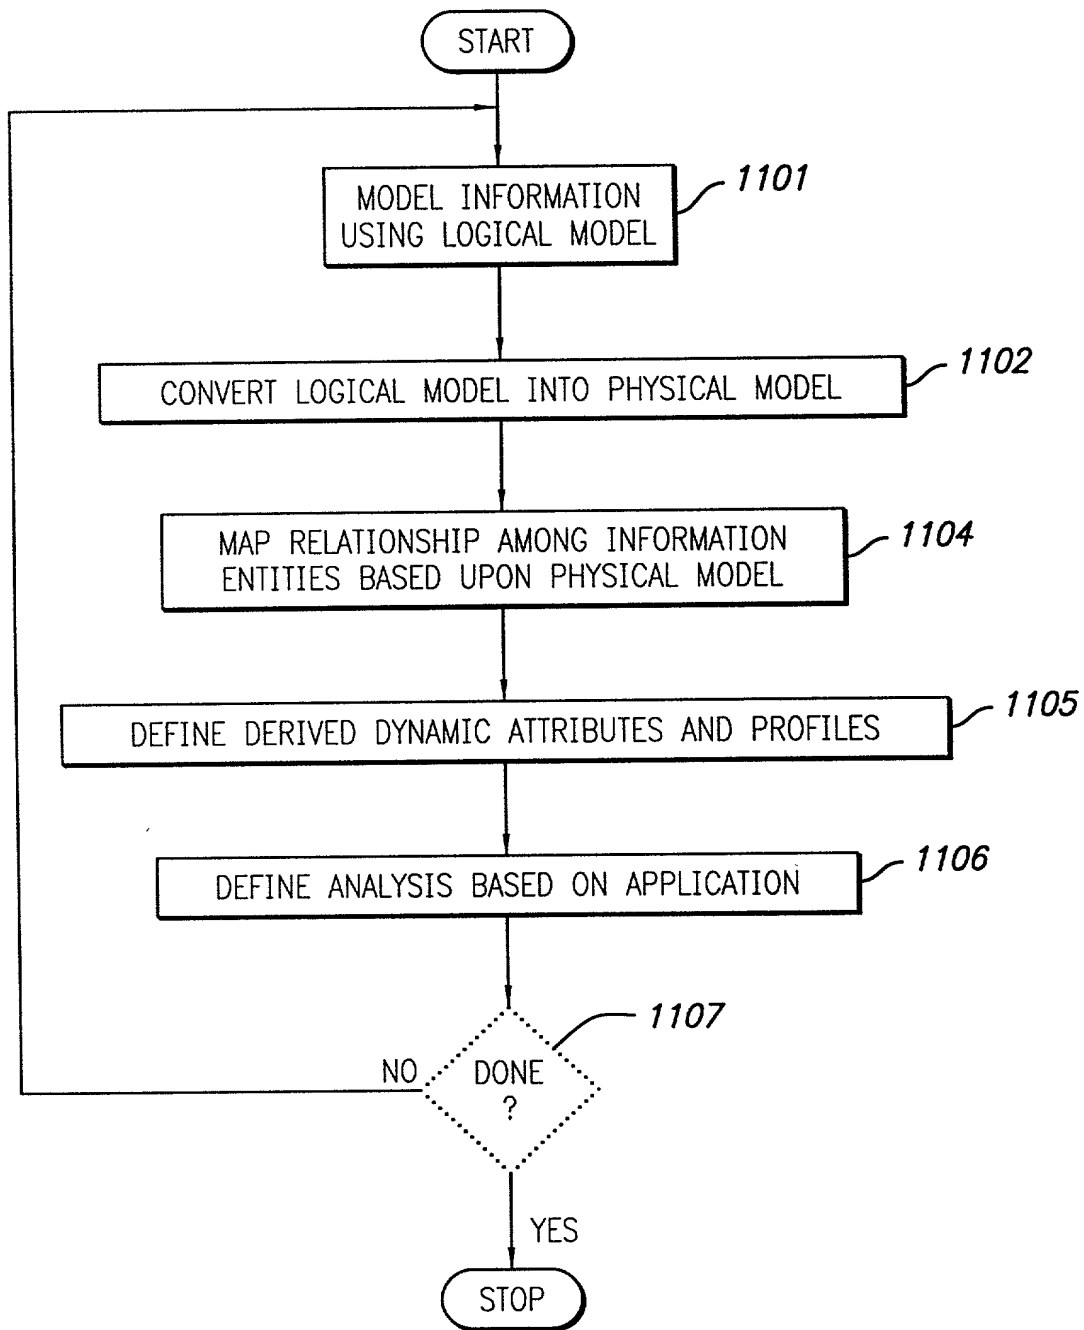 START
MODEL INFORMATION
USING LOGICAL MODEL
1101
CONVERT LOGICAL MODEL INTO PHYSICAL MODEL
1102
MAP RELATIONSHIP AMONG INFORMATION
ENTITIES BASED UPON PHYSICAL MODEL
1104
DEFINE DERIVED DYNAMIC ATTRIBUTES AND PROFILES
1105
DEFINE ANALYSIS BASED ON APPLICATION
1106
DONE
?
1107
NO
YES
STOP